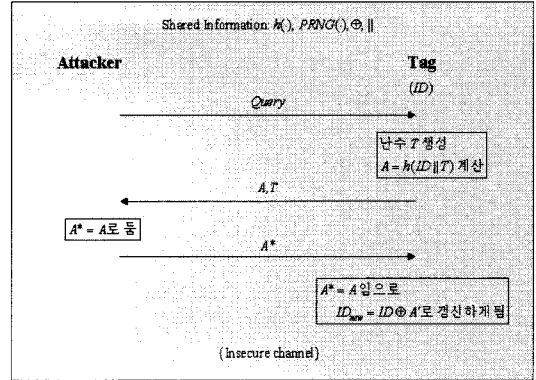 Shared Information: h(·), PRNG(·), ⊕, ||
Attacker
Tag
(ID)
Query
난수 T 생성
A = h(ID || T) 계산
A, T
A* = A로 둠
A*
A* = A 임으로
ID_new = ID ⊕ A'로 갱신하게 됨
(Insecure channel)